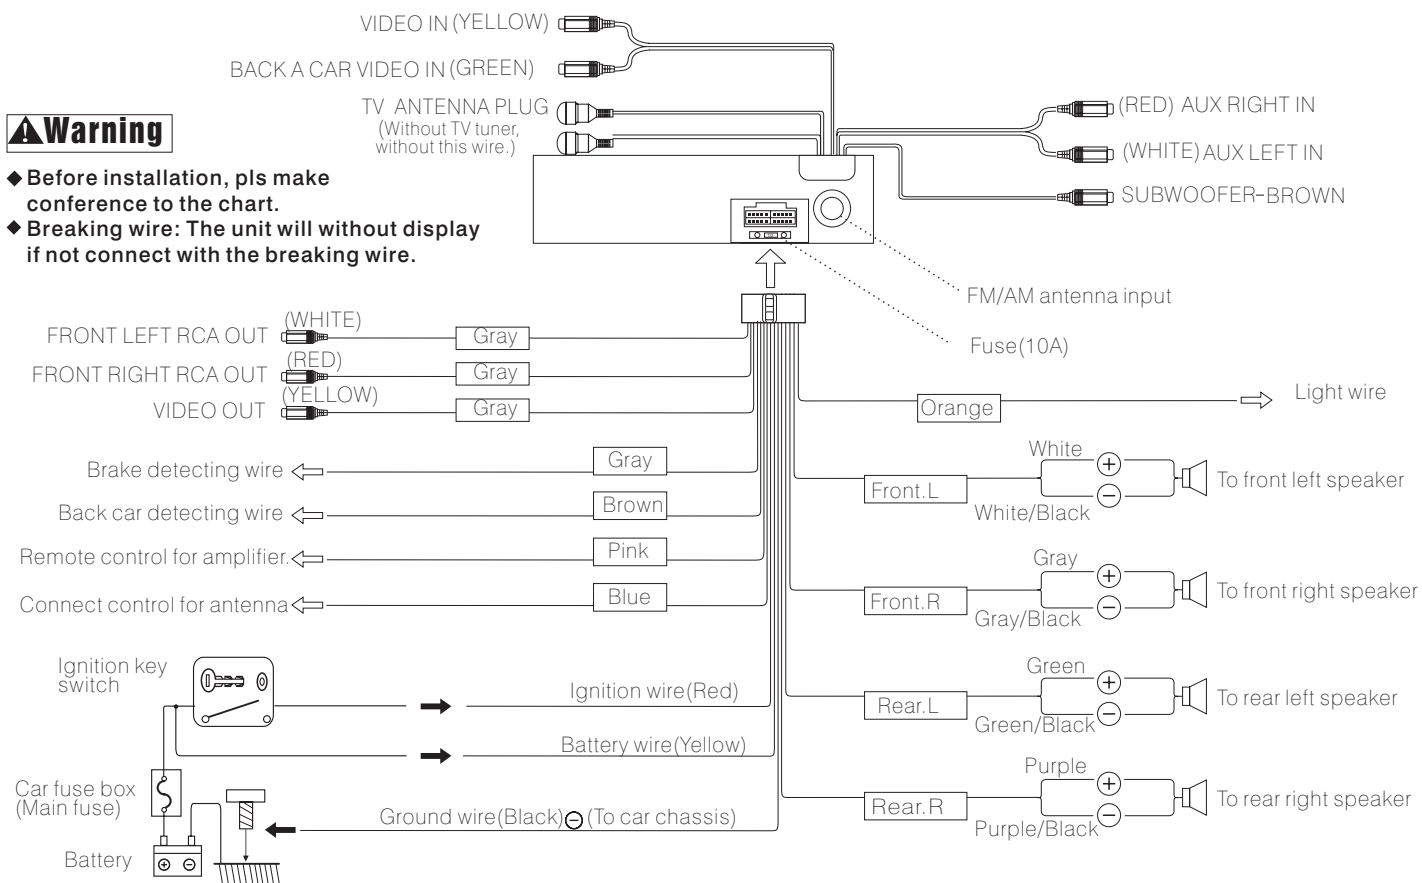 VIDEO IN (YELLOW)
BACK A CAR VIDEO IN (GREEN)
TV ANTENNA PLUG
(Without TV tuner,
without this wire.)
(RED) AUX RIGHT IN
(WHITE) AUX LEFT IN
SUBWOOFER-BROWN
Warning
Before installation, pls make
conference to the chart.
Breaking wire: The unit will without display
if not connect with the breaking wire.
FM/AM antenna input
Fuse(10A)
FRONT LEFT RCA OUT
(WHITE)
Gray
FRONT RIGHT RCA OUT
(RED)
Gray
VIDEO OUT
(YELLOW)
Gray
Orange
Light wire
Brake detecting wire
Gray
Back car detecting wire
Brown
Remote control for amplifier.
Pink
Connect control for antenna
Blue
Front.L
White
+
−
White/Black
To front left speaker
Front.R
Gray
+
−
Gray/Black
To front right speaker
Rear.L
Green
+
−
Green/Black
To rear left speaker
Rear.R
Purple
+
−
Purple/Black
To rear right speaker
Ignition key
switch
Ignition wire(Red)
Battery wire(Yellow)
Car fuse box
(Main fuse)
Ground wire(Black) − (To car chassis)
Battery
+ −